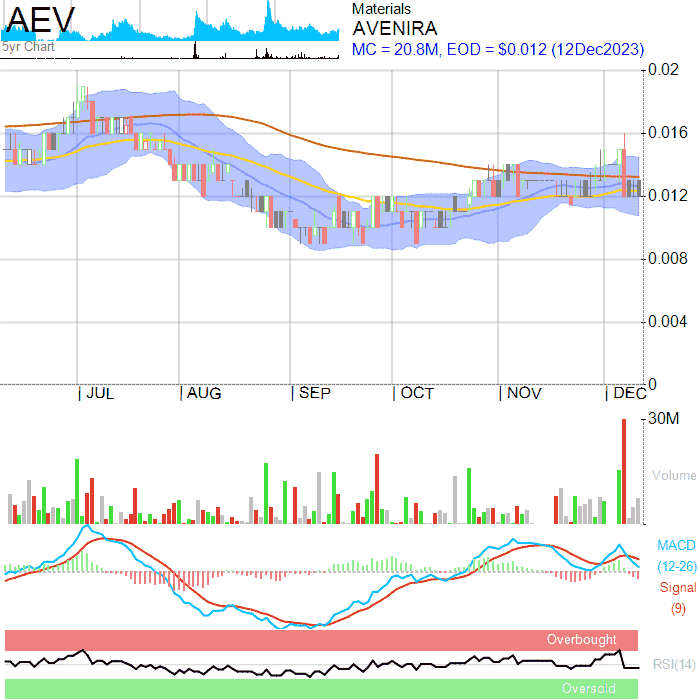 AEV
5yr Chart
Materials
AVENIRA
MC = 20.8M, EOD = $0.012 (12Dec2023)
0.02
0.016
0.012
0.008
0.004
0
JUL AUG SEP OCT NOV DEC
30M
Volume
MACD
(12-26)
Signal
(9)
Overbought
RSI(14)
Oversold